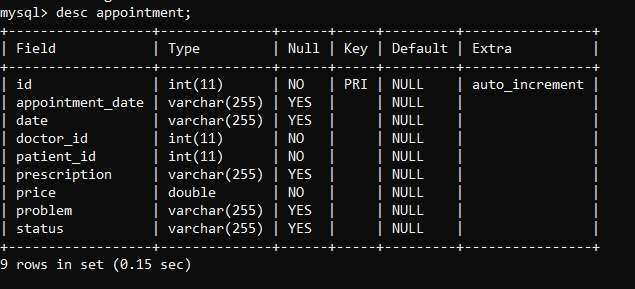 mysql> desc appointment;
+------------------+--------------+------+-----+---------+----------------+
| Field            | Type         | Null | Key | Default | Extra          |
+------------------+--------------+------+-----+---------+----------------+
| id               | int(11)      | NO   | PRI | NULL    | auto_increment |
| appointment_date | varchar(255) | YES  |     | NULL    |                |
| date             | varchar(255) | YES  |     | NULL    |                |
| doctor_id        | int(11)      | NO   |     | NULL    |                |
| patient_id       | int(11)      | NO   |     | NULL    |                |
| prescription     | varchar(255) | YES  |     | NULL    |                |
| price            | double       | NO   |     | NULL    |                |
| problem          | varchar(255) | YES  |     | NULL    |                |
| status           | varchar(255) | YES  |     | NULL    |                |
+------------------+--------------+------+-----+---------+----------------+
9 rows in set (0.15 sec)